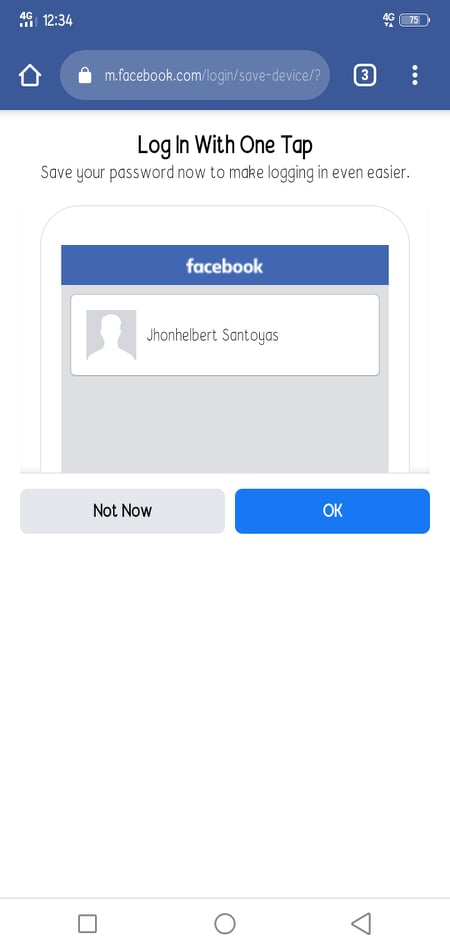 4G 12:34 4G 75
m.facebook.com/login/save-device/? 3
Log In With One Tap
Save your password now to make logging in even easier.
facebook
Jhonhelbert Santoyas
Not Now OK